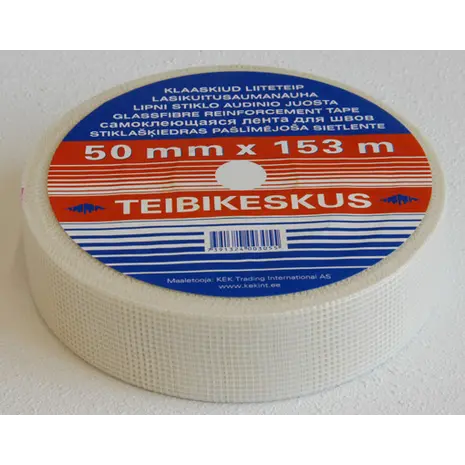 KLAASKIUD LIITETEIP
LASIKUITUSAUMANAUHA
LIPNI STIKLO AUDINIO JUOSTA
GLASSFIBRE REINFORCEMENT TAPE
самоклеющаяся лента для швов
STIKLAŠĶIEDRAS PAŠLĪMĒJOŠA SIETLENTE
50 mm x 153 m
TEIBIKESKUS
Maaletooja: KEK Trading International AS
www.kekint.ee